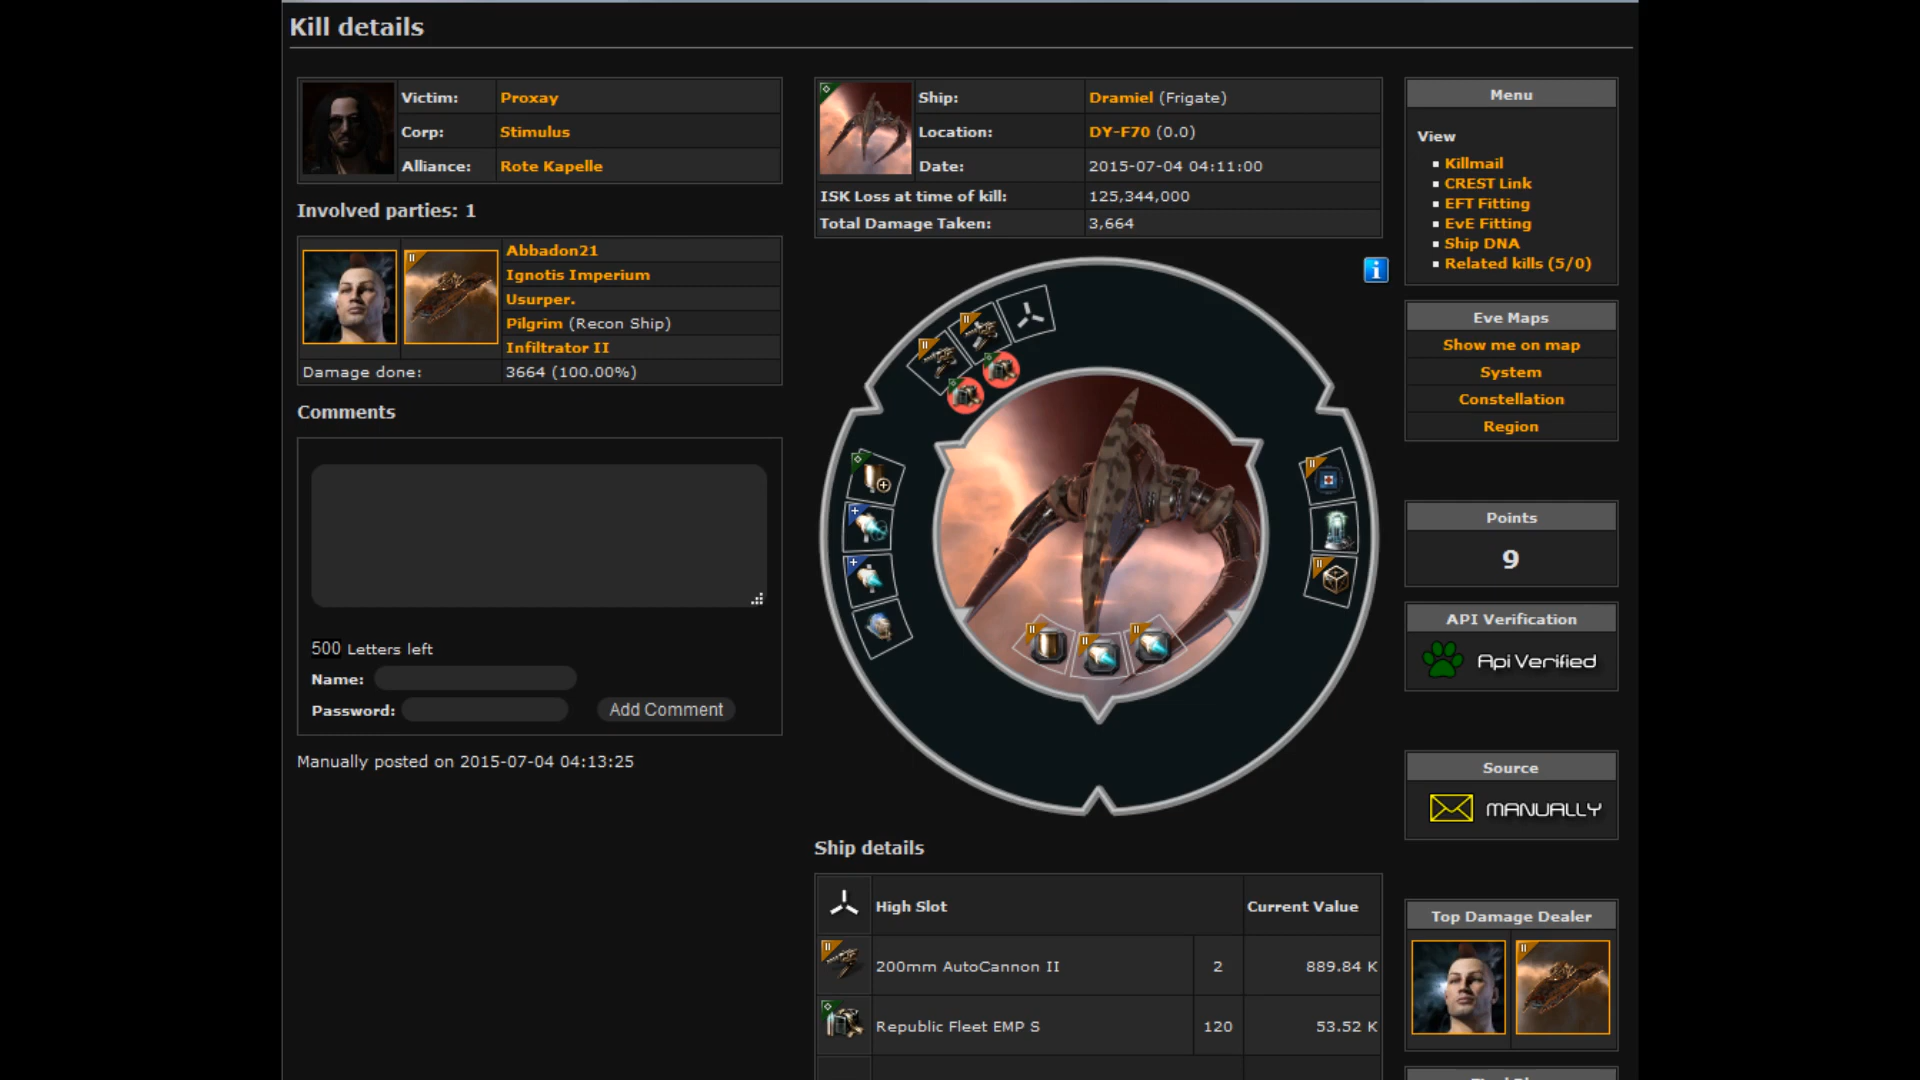 Kill details
Victim: Proxay
Corp: Stimulus
Alliance: Rote Kapelle
Involved parties: 1
Abbadon21
Ignotis Imperium
Usurper.
Pilgrim (Recon Ship)
Infiltrator II
Damage done: 3664 (100.00%)
Comments
500 Letters left
Name:
Password: Add Comment
Manually posted on 2015-07-04 04:13:25
Ship: Dramiel (Frigate)
Location: DY-F70 (0.0)
Date: 2015-07-04 04:11:00
ISK Loss at time of kill: 125,344,000
Total Damage Taken: 3,664
Ship details
High Slot Current Value
200mm AutoCannon II 2 889.84 K
Republic Fleet EMP S 120 53.52 K
Menu
View
Killmail
CREST Link
EFT Fitting
EvE Fitting
Ship DNA
Related kills (5/0)
Eve Maps
Show me on map
System
Constellation
Region
Points
9
API Verification
Api Verified
Source
MANUALLY
Top Damage Dealer